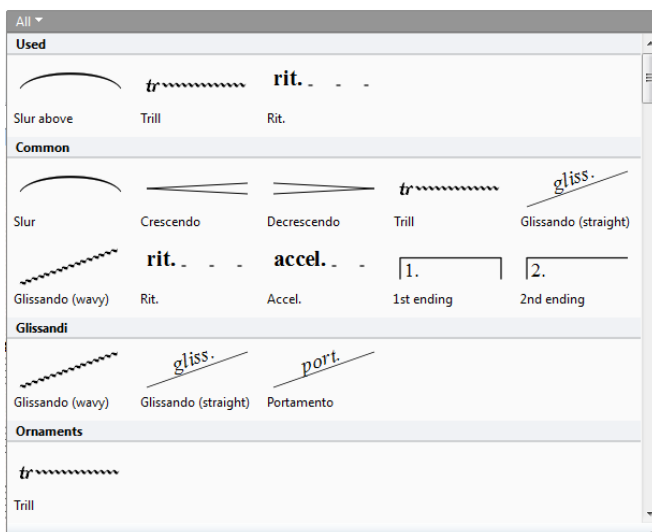 All
Used
tr rit.
Slur above Trill Rit.
Common
tr gliss.
Slur Crescendo Decrescendo Trill Glissando (straight)
rit. accel. 1. 2.
Glissando (wavy) Rit. Accel. 1st ending 2nd ending
Glissandi
gliss. port.
Glissando (wavy) Glissando (straight) Portamento
Ornaments
tr
Trill